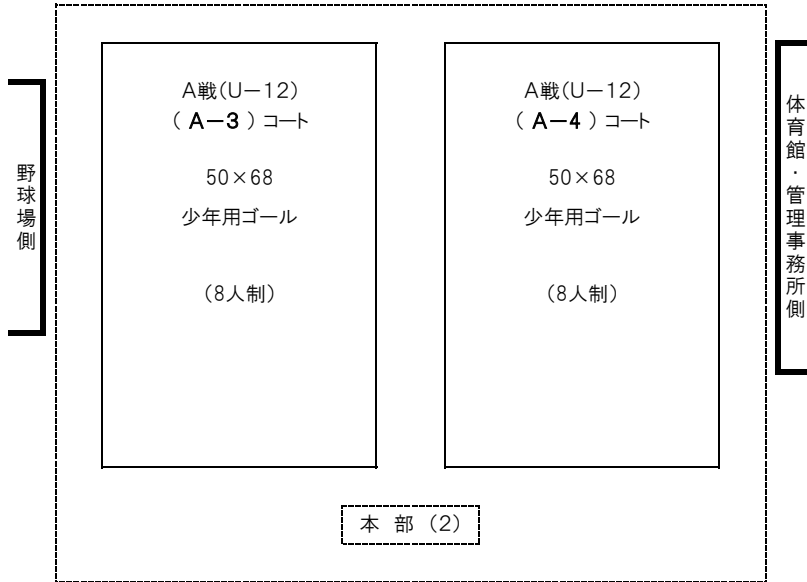 野球場側
A戦(U－12)
( A－3 ) コート
50×68
少年用ゴール
(8人制)
A戦(U－12)
( A－4 ) コート
50×68
少年用ゴール
(8人制)
体育館・管理事務所側
本 部 (2)